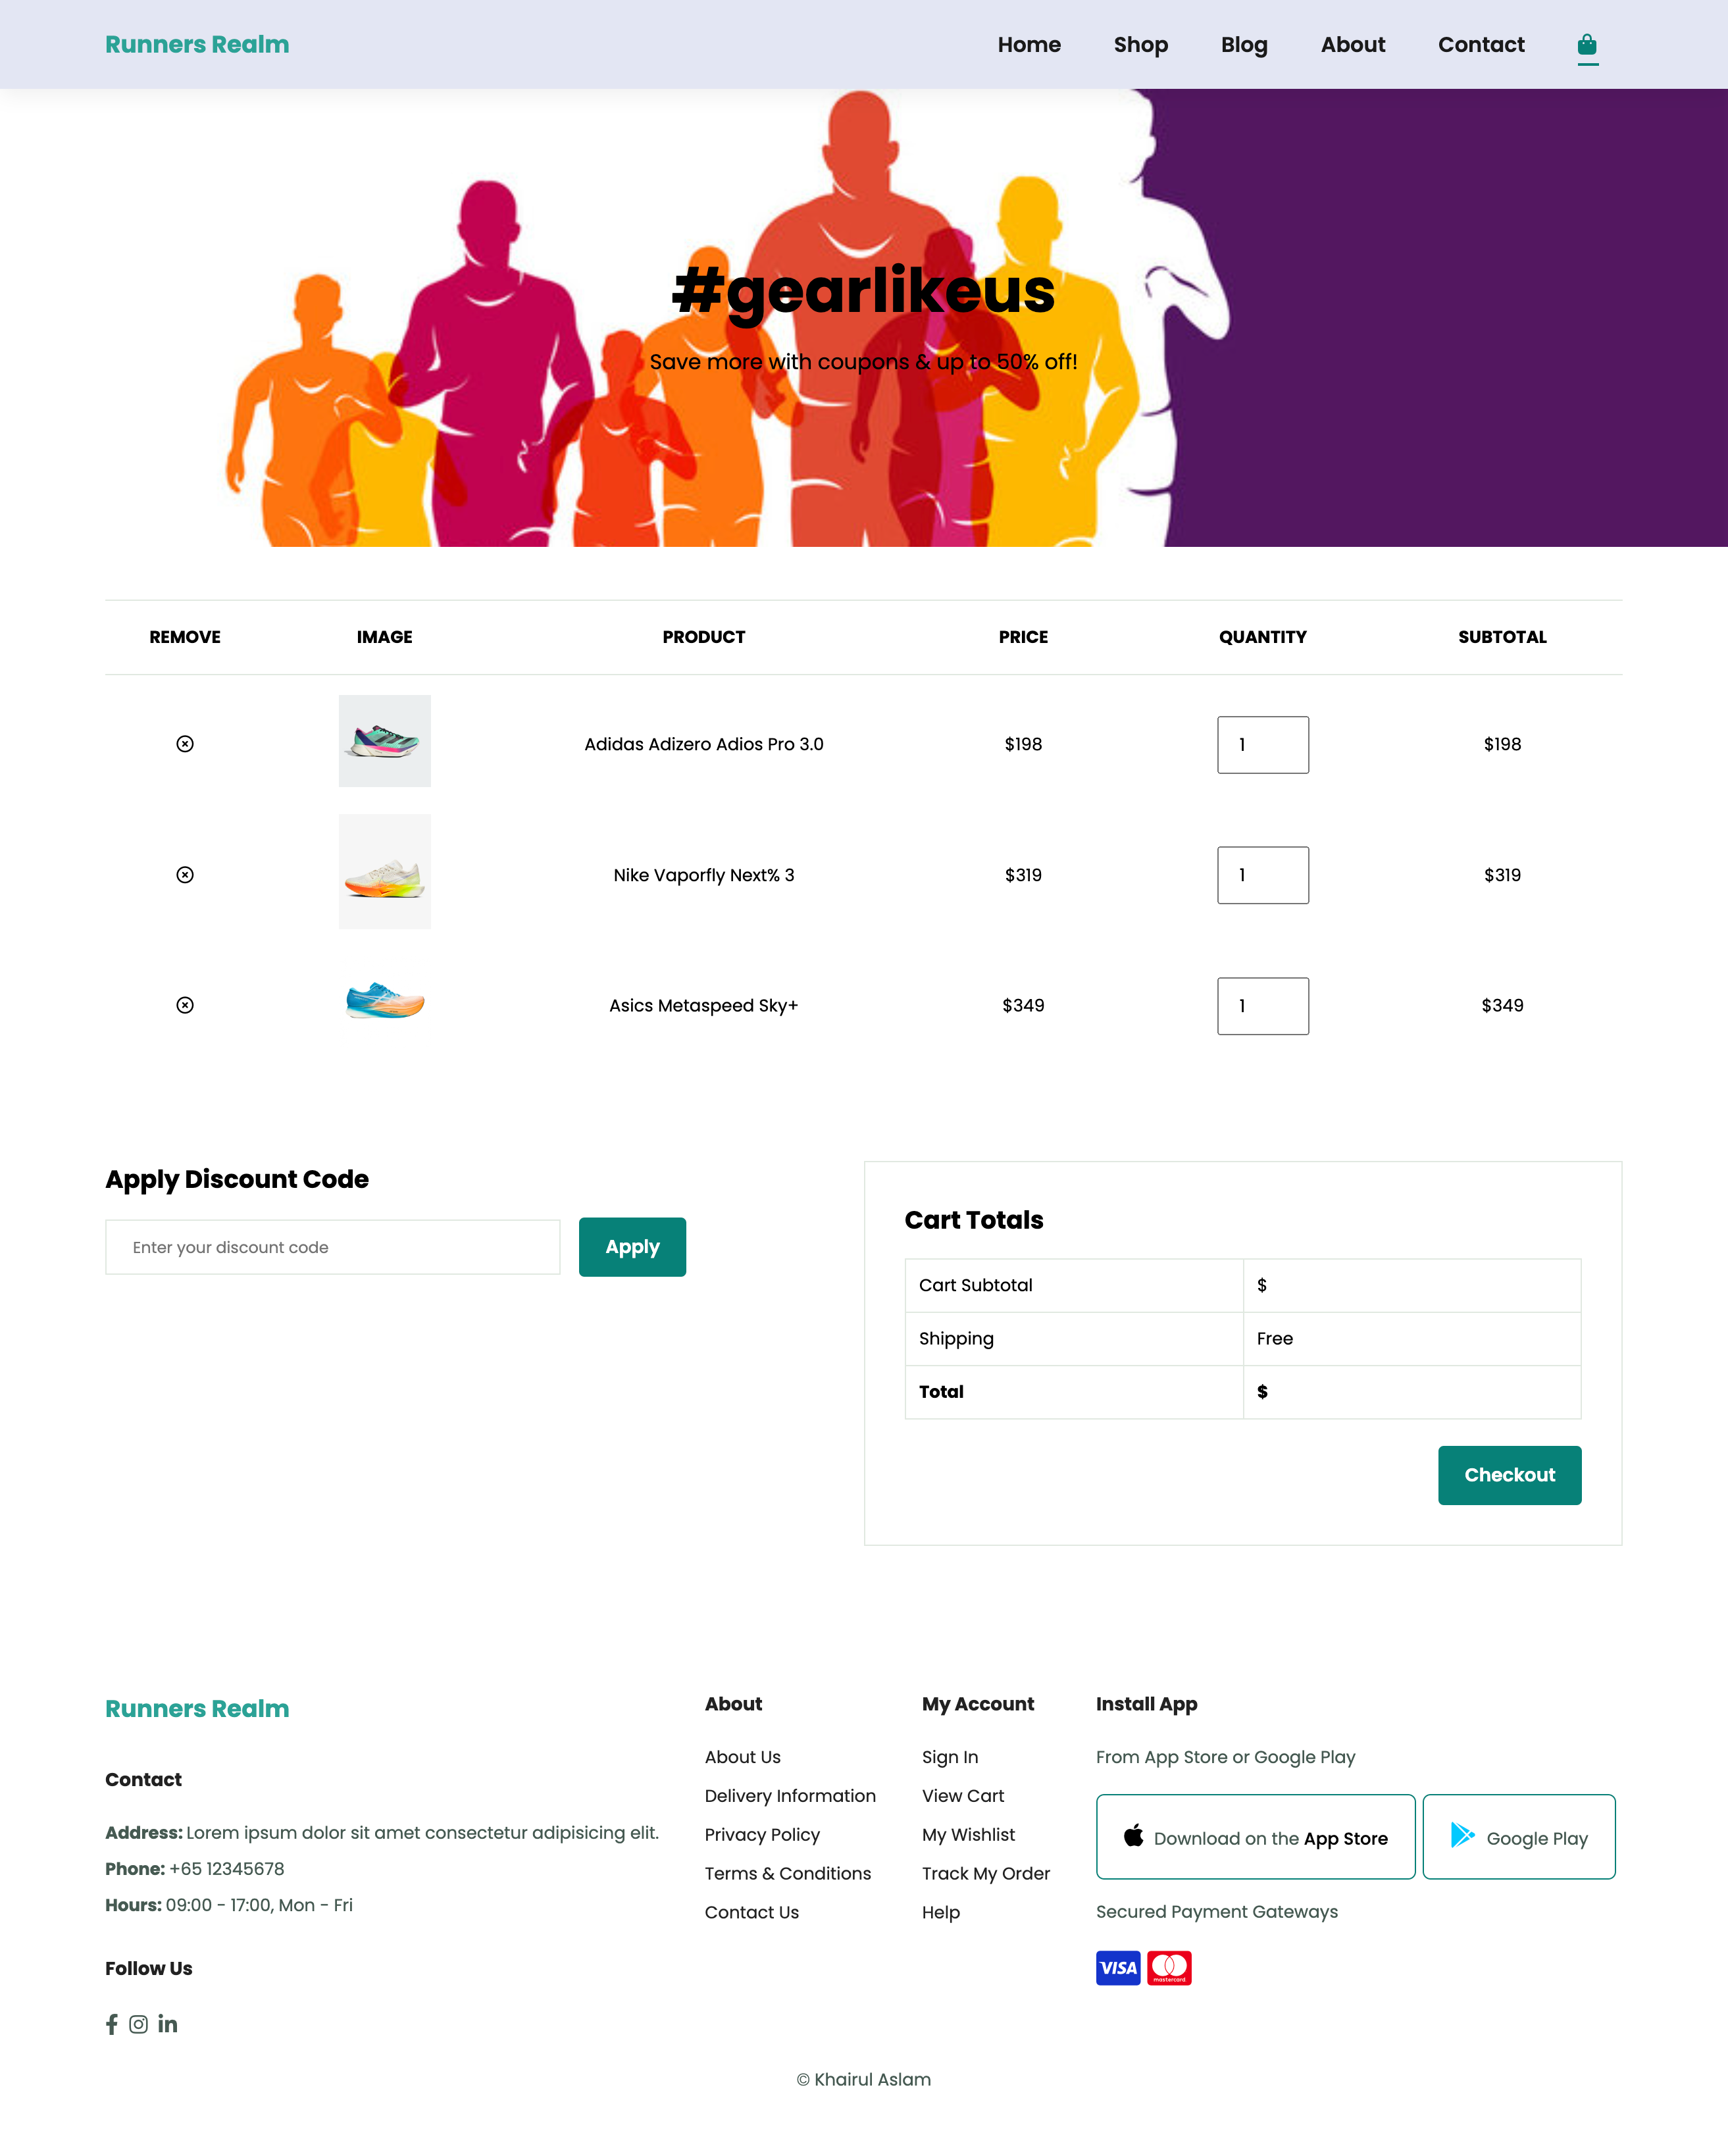 Runners Realm
Home Shop Blog About Contact
#gearlikeus
Save more with coupons & up to 50% off!
REMOVE IMAGE PRODUCT PRICE QUANTITY SUBTOTAL
Adidas Adizero Adios Pro 3.0 $198 1 $198
Nike Vaporfly Next% 3 $319 1 $319
Asics Metaspeed Sky+ $349 1 $349
Apply Discount Code
Enter your discount code
Apply
Cart Totals
Cart Subtotal $
Shipping Free
Total $
Checkout
Runners Realm
Contact
Address: Lorem ipsum dolor sit amet consectetur adipisicing elit.
Phone: +65 12345678
Hours: 09:00 - 17:00, Mon - Fri
Follow Us
About
About Us
Delivery Information
Privacy Policy
Terms & Conditions
Contact Us
My Account
Sign In
View Cart
My Wishlist
Track My Order
Help
Install App
From App Store or Google Play
Download on the App Store
Google Play
Secured Payment Gateways
VISA
mastercard
© Khairul Aslam